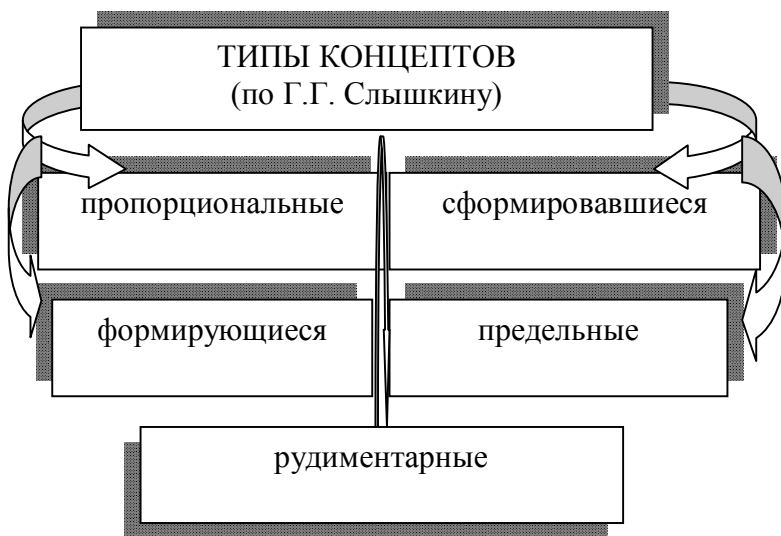 ТИПЫ КОНЦЕПТОВ
(по Г.Г. Слышкину)
пропорциональные
сформировавшиеся
формирующиеся
предельные
рудиментарные